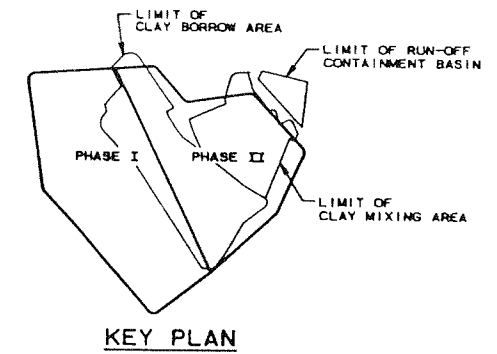 LIMIT OF
CLAY BORROW AREA
LIMIT OF RUN-OFF
CONTAINMENT BASIN
PHASE I
PHASE II
LIMIT OF
CLAY MIXING AREA
KEY PLAN